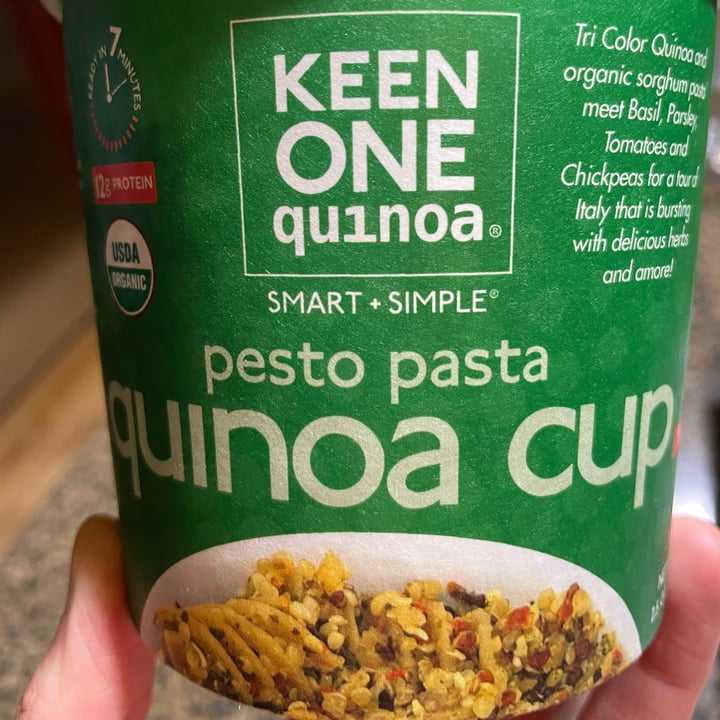 READY IN 7 MINUTES
12g PROTEIN
USDA
ORGANIC
KEEN
ONE
qu1noa®
SMART + SIMPLE®
pesto pasta
quinoa cup
Tri Color Quinoa and
organic sorghum pasta
meet Basil, Parsley,
Tomatoes and
Chickpeas for a tour of
Italy that is bursting
with delicious herbs
and amore!